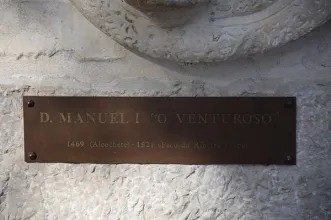 D. MANUEL I "O VENTUROSO"
1469 (Alcochete) - 1521